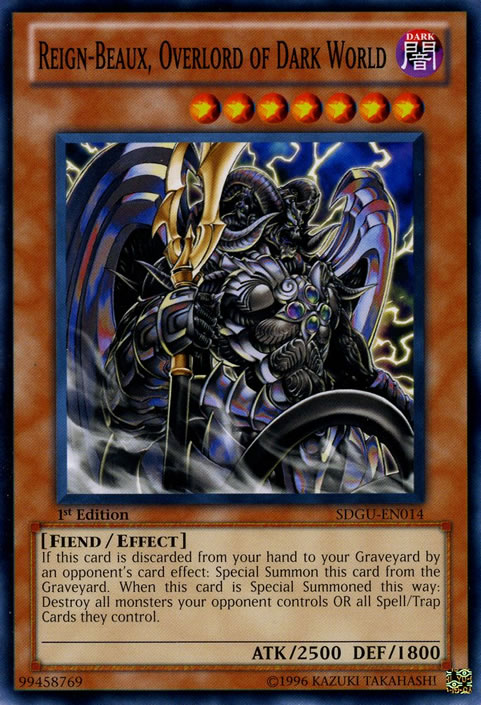 REIGN-BEAUX, OVERLORD OF DARK WORLD
DARK
闇
1st Edition
SDGU-EN014
[FIEND / EFFECT]
If this card is discarded from your hand to your Graveyard by
an opponent's card effect: Special Summon this card from the
Graveyard. When this card is Special Summoned this way:
Destroy all monsters your opponent controls OR all Spell/Trap
Cards they control.
ATK/2500 DEF/1800
99458769
©1996 KAZUKI TAKAHASHI